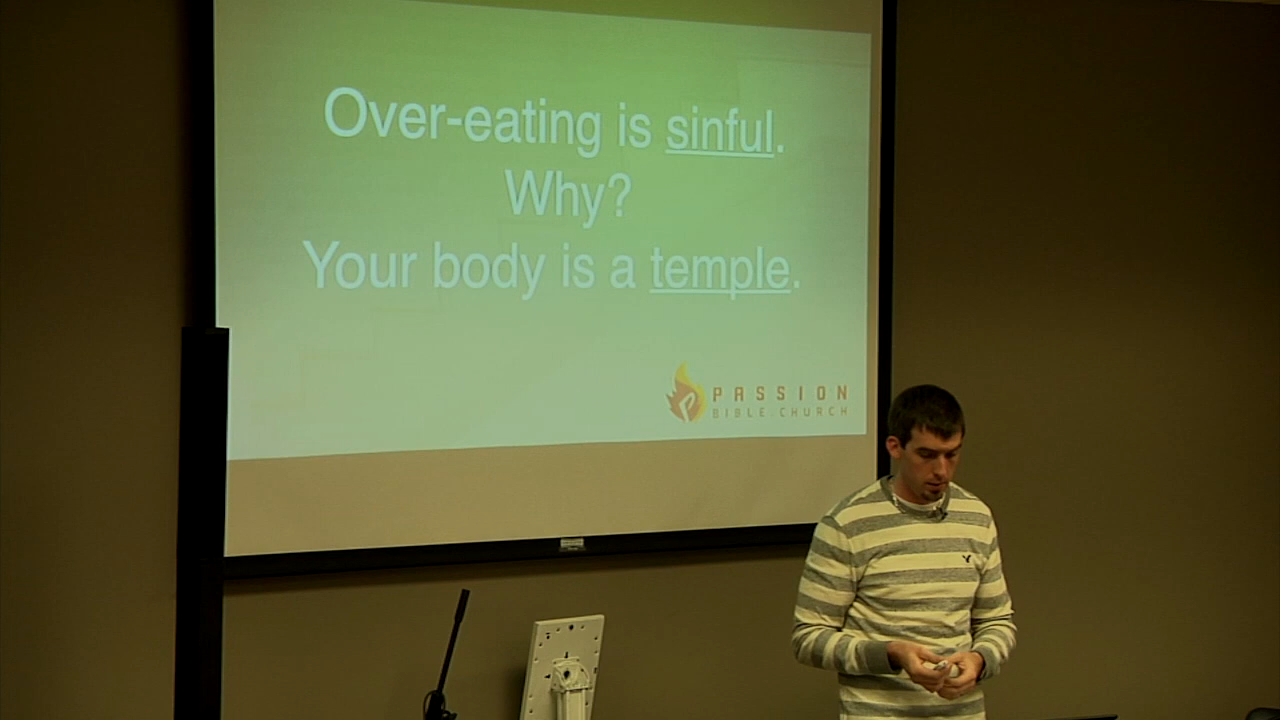 Over-eating is sinful.
Why?
Your body is a temple.
PASSION
BIBLE.CHURCH